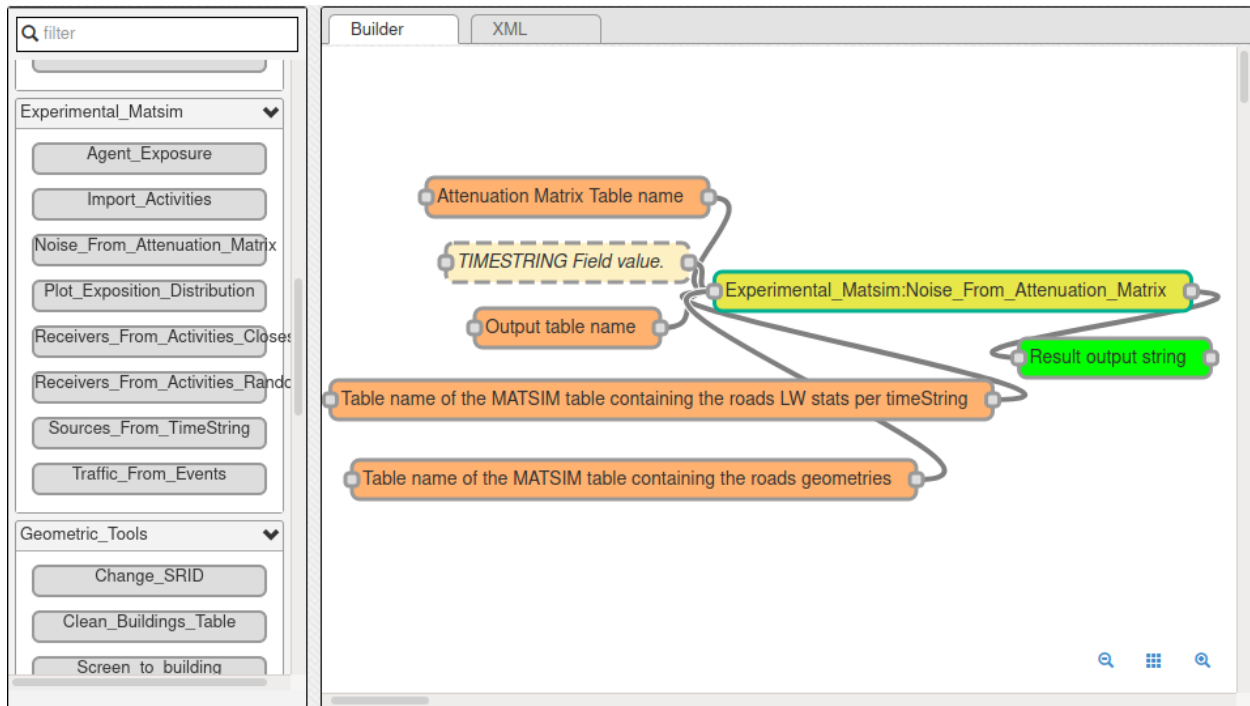 filter
Experimental_Matsim
Agent_Exposure
Import_Activities
Noise_From_Attenuation_Matrix
Plot_Exposition_Distribution
Receivers_From_Activities_Closes
Receivers_From_Activities_Rando
Sources_From_TimeString
Traffic_From_Events
Geometric_Tools
Change_SRID
Clean_Buildings_Table
Screen_to_building
Builder
XML
Attenuation Matrix Table name
TIMESTRING Field value.
Experimental_Matsim:Noise_From_Attenuation_Matrix
Output table name
Result output string
Table name of the MATSIM table containing the roads LW stats per timeString
Table name of the MATSIM table containing the roads geometries